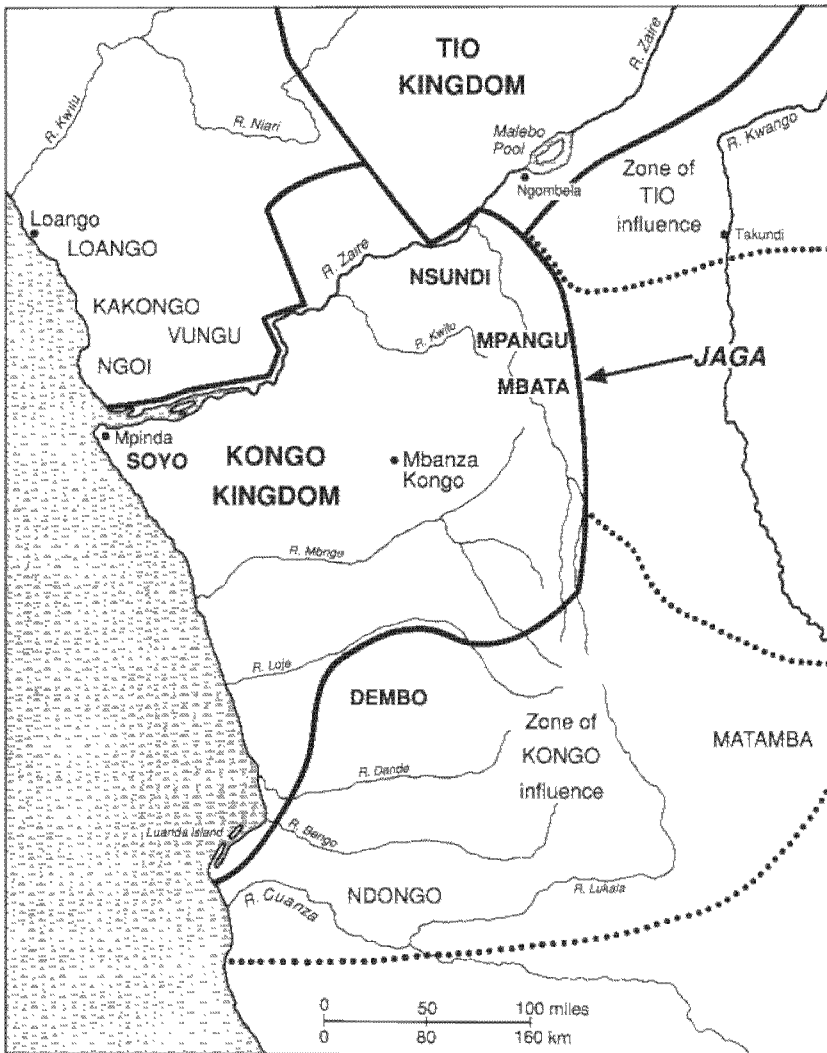 TIO
KINGDOM
R. Zaire
R. Kwilu
R. Niari
Malebo
Pool
R. Kwango
Ngombela
Zone of
TIO
influence
Loango
LOANGO
Takundi
R. Zaire
NSUNDI
KAKONGO
VUNGU
R. Kwilo
MPANGU
NGOI
MBATA
JAGA
Mpinda
SOYO
KONGO
KINGDOM
Mbanza
Kongo
R. Mbrige
R. Loje
DEMBO
Zone of
KONGO
influence
MATAMBA
R. Dande
Luanda Island
R. Bengo
R. Cuanza
NDONGO
R. Lukala
0 50 100 miles
0 80 160 km